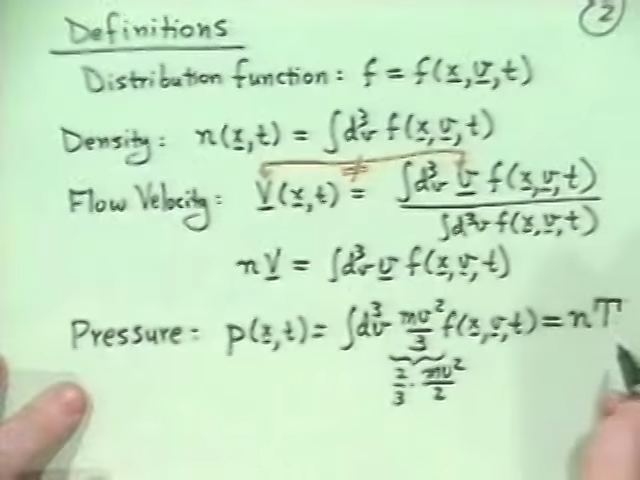 2
Definitions
Distribution function: f = f(x, v, t)
Density: n(x, t) = ∫d³v f(x, v, t)
≠
Flow Velocity: V(x, t) = ∫d³v v f(x, v, t) / ∫d³v f(x, v, t)
nV = ∫d³v v f(x, v, t)
Pressure: p(x, t) = ∫d³v mv²/3 f(x, v, t) = nT
2/3 · mv²/2